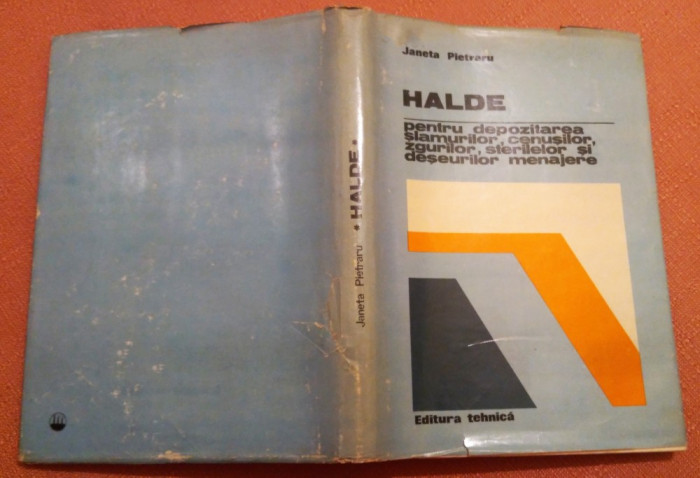 Janeta Pietraru
HALDE
pentru depozitarea
şlamurilor, cenuşilor,
zgurilor, sterilelor şi
deşeurilor menajere
Editura tehnică
Janeta Pietraru • HALDE •